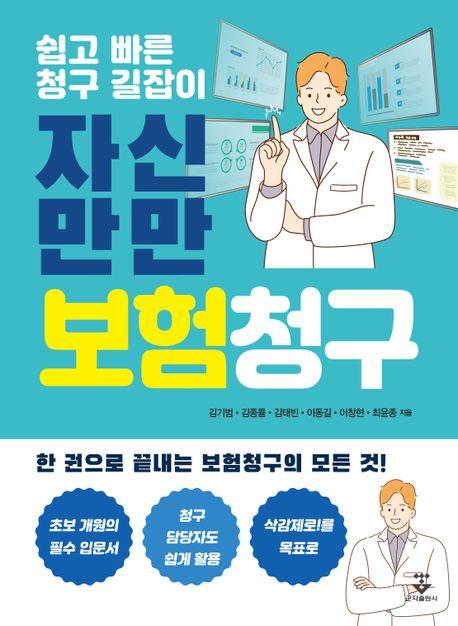 쉽고 빠른
청구 길잡이
자신
만만
보험청구
김기범 • 김종률 • 김태빈 • 이동길 • 이창현 • 최윤종 지음
한 권으로 끝내는 보험청구의 모든 것!
초보 개원의
필수 입문서
청구
담당자도
쉽게 활용
삭감제로!를
목표로
군자출판사